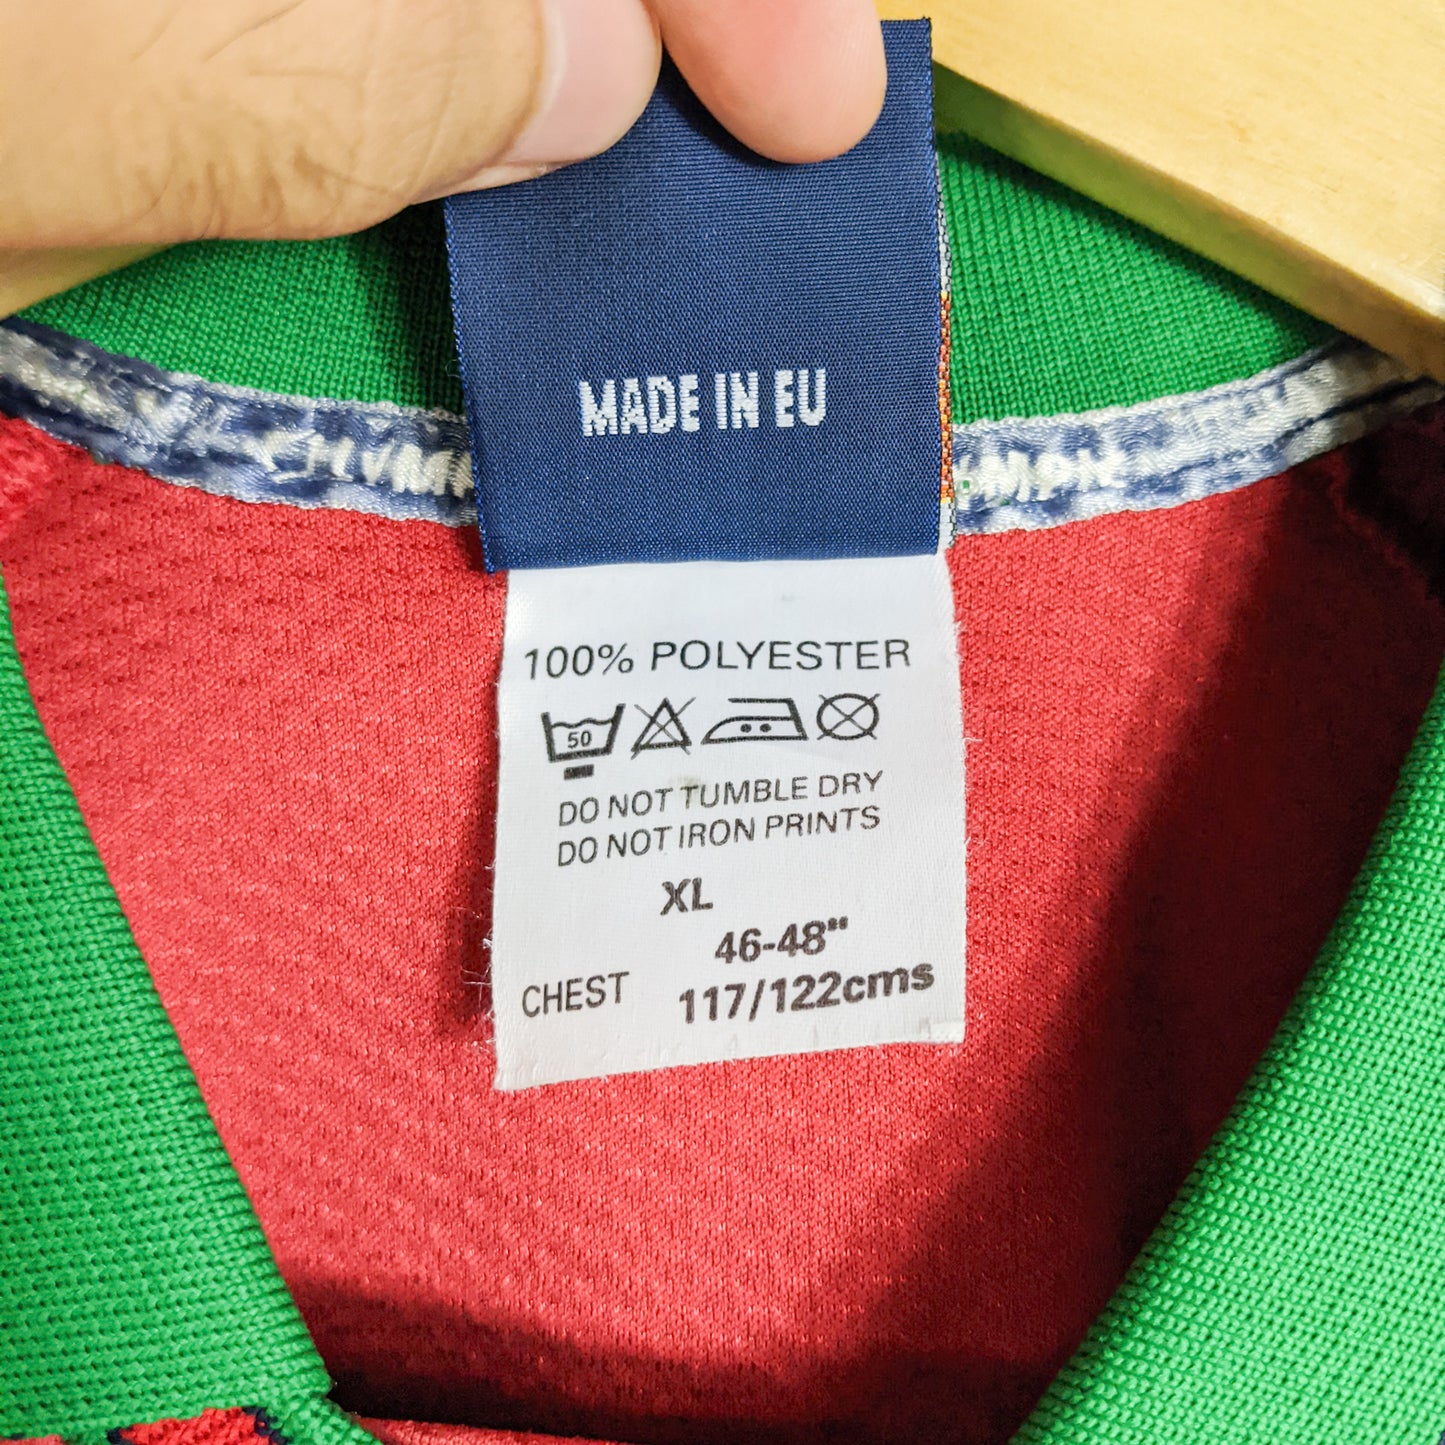 MADE IN EU
100% POLYESTER
50
DO NOT TUMBLE DRY
DO NOT IRON PRINTS
XL
46-48"
CHEST 117/122cms